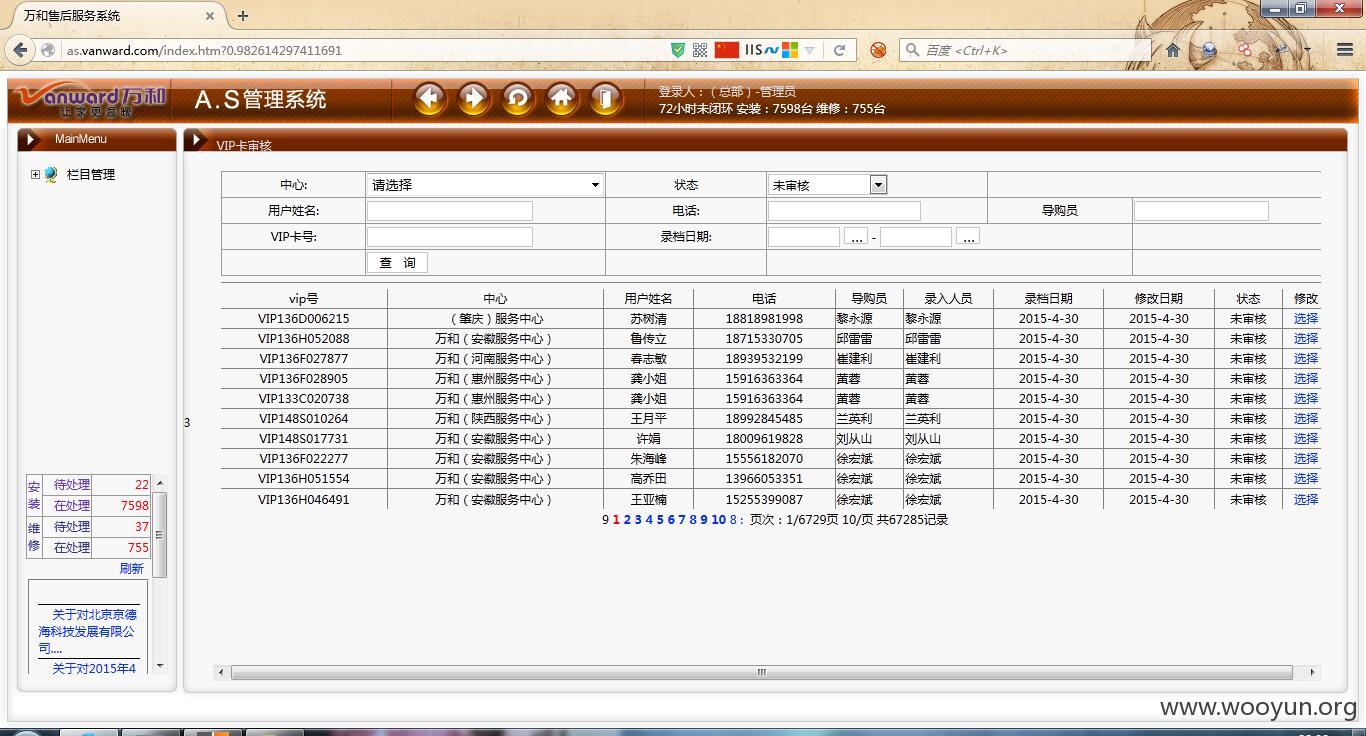 万和售后服务系统
as.vanward.com/index.htm?0.982614297411691
IIS
百度 <Ctrl+K>
Vanward万和
让家更温暖
A.S管理系统
登录人：（总部）-管理员
72小时未闭环 安装：7598台 维修：755台
MainMenu
VIP卡审核
栏目管理
中心: 请选择 状态 未审核
用户姓名: 电话: 导购员
VIP卡号: 录档日期: ... - ...
查 询
vip号 中心 用户姓名 电话 导购员 录入人员 录档日期 修改日期 状态 修改
VIP136D006215 （肇庆）服务中心 苏树清 18818981998 黎永源 黎永源 2015-4-30 2015-4-30 未审核 选择
VIP136H052088 万和（安徽服务中心） 鲁传立 18715330705 邱雷雷 邱雷雷 2015-4-30 2015-4-30 未审核 选择
VIP136F027877 万和（河南服务中心） 春志敏 18939532199 崔建利 崔建利 2015-4-30 2015-4-30 未审核 选择
VIP136F028905 万和（惠州服务中心） 龚小姐 15916363364 黄蓉 黄蓉 2015-4-30 2015-4-30 未审核 选择
VIP133C020738 万和（惠州服务中心） 龚小姐 15916363364 黄蓉 黄蓉 2015-4-30 2015-4-30 未审核 选择
VIP148S010264 万和（陕西服务中心） 王月平 18992845485 兰英利 兰英利 2015-4-30 2015-4-30 未审核 选择
VIP148S017731 万和（安徽服务中心） 许娟 18009619828 刘从山 刘从山 2015-4-30 2015-4-30 未审核 选择
VIP136F022277 万和（安徽服务中心） 朱海峰 15556182070 徐宏斌 徐宏斌 2015-4-30 2015-4-30 未审核 选择
VIP136H051554 万和（安徽服务中心） 高乔田 13966053351 徐宏斌 徐宏斌 2015-4-30 2015-4-30 未审核 选择
VIP136H046491 万和（安徽服务中心） 王亚楠 15255399087 徐宏斌 徐宏斌 2015-4-30 2015-4-30 未审核 选择
9 1 2 3 4 5 6 7 8 9 10 8: 页次：1/6729页 10/页 共67285记录
3
安装 待处理 22
在处理 7598
维修 待处理 37
在处理 755
刷新
关于对北京京德
海科技发展有限公
司....
关于对2015年4
www.wooyun.org